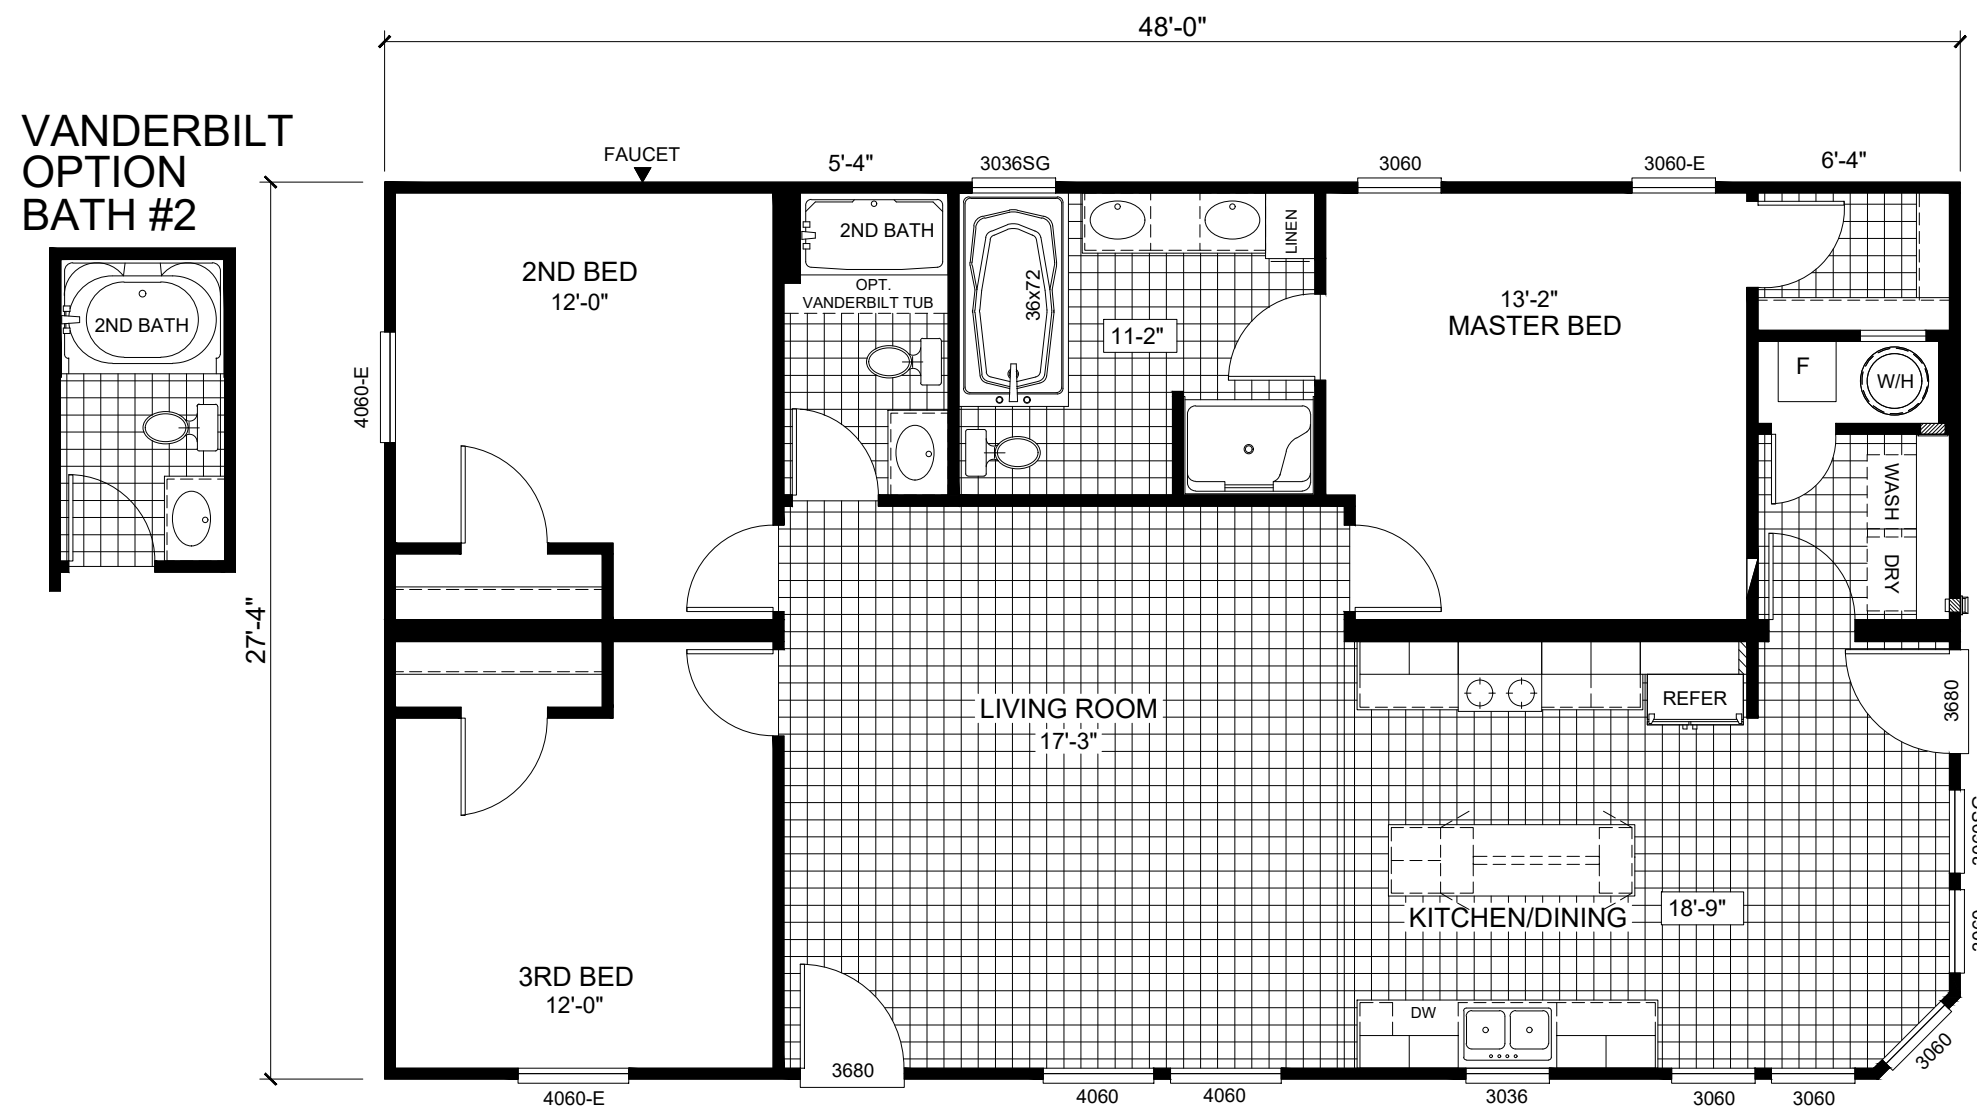 48'-0"
VANDERBILT
OPTION
BATH #2
FAUCET
5'-4"
3036SG
3060
3060-E
6'-4"
2ND BATH
2ND BED
12'-0"
2ND BATH
OPT.
VANDERBILT TUB
36x72
LINEN
11-2"
13'-2"
MASTER BED
F
W/H
4060-E
WASH
DRY
27'-4"
LIVING ROOM
17'-3"
REFER
3680
KITCHEN/DINING
18'-9"
3RD BED
12'-0"
DW
3680
3060
4060-E
4060
4060
3036
3060
3060